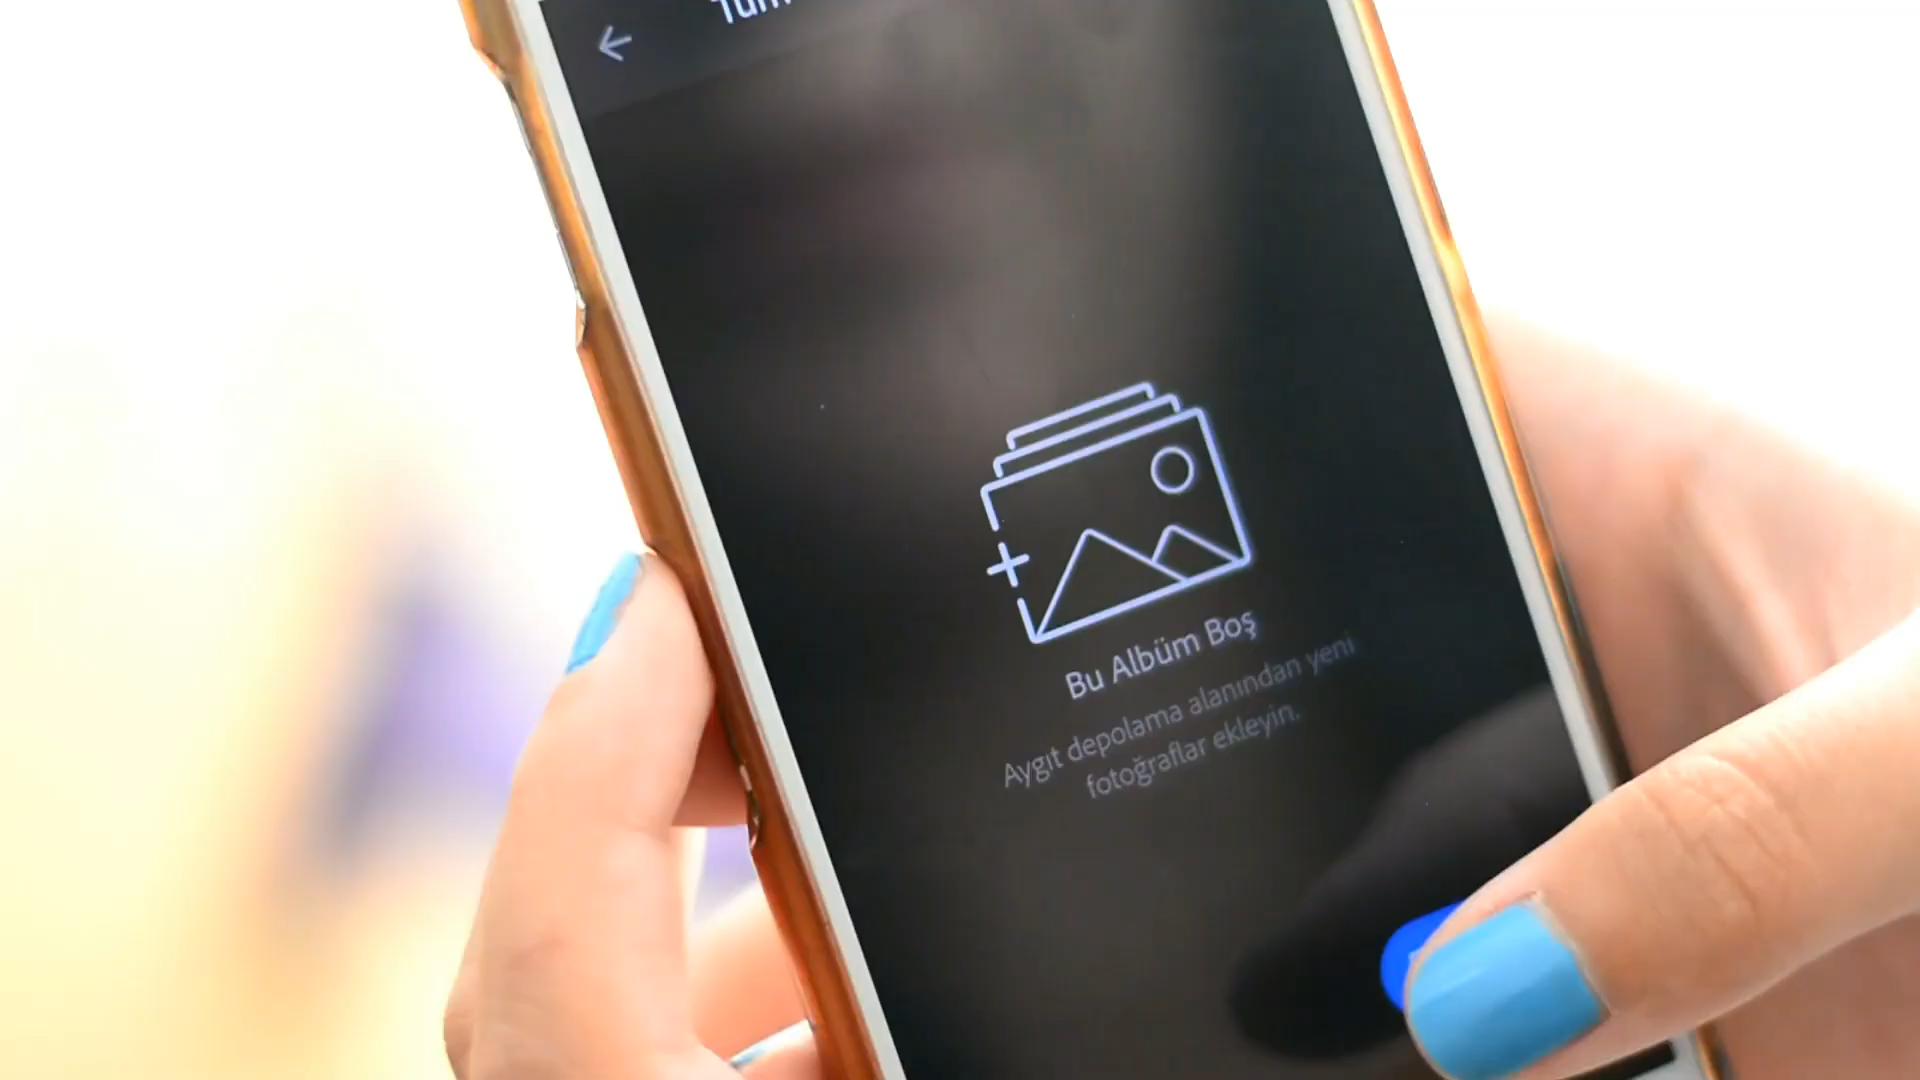 Bu Albüm Boş
Aygıt depolama alanından yeni
fotoğraflar ekleyin.